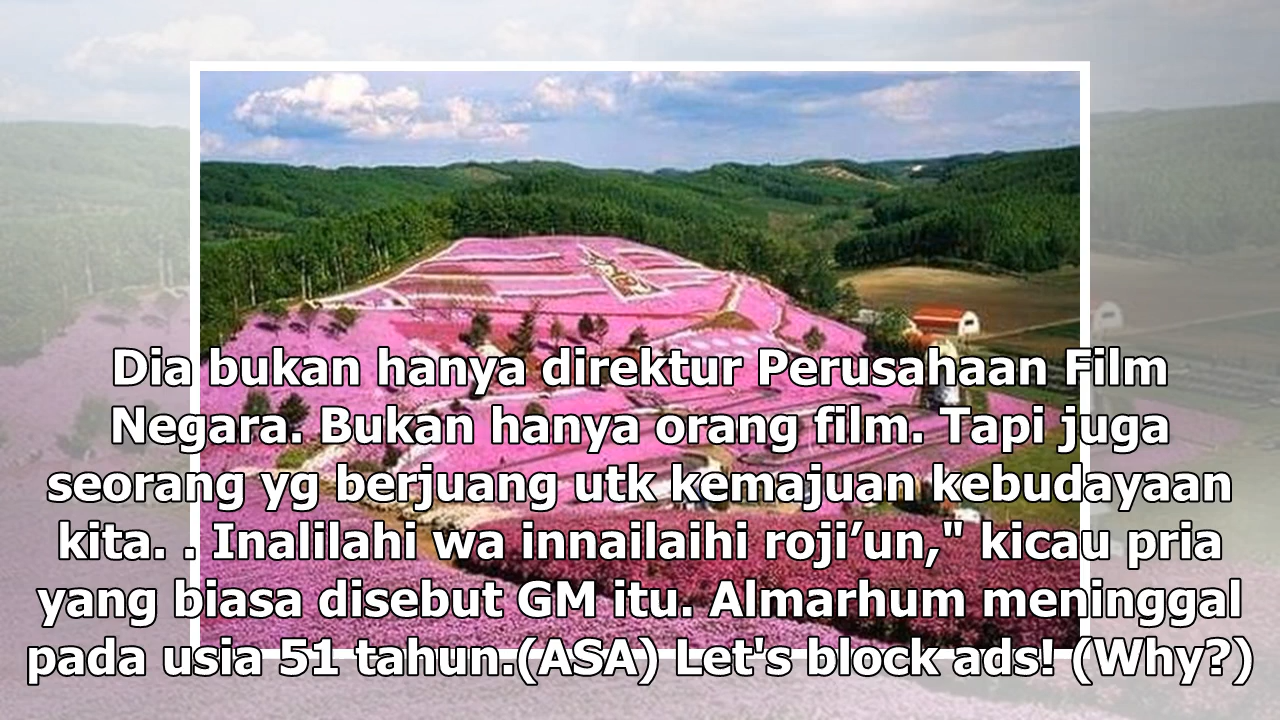 Dia bukan hanya direktur Perusahaan Film
Negara. Bukan hanya orang film. Tapi juga
seorang yg berjuang utk kemajuan kebudayaan
kita. . Inalilahi wa innailaihi roji’un," kicau pria
yang biasa disebut GM itu. Almarhum meninggal
pada usia 51 tahun.(ASA) Let's block ads! (Why?)